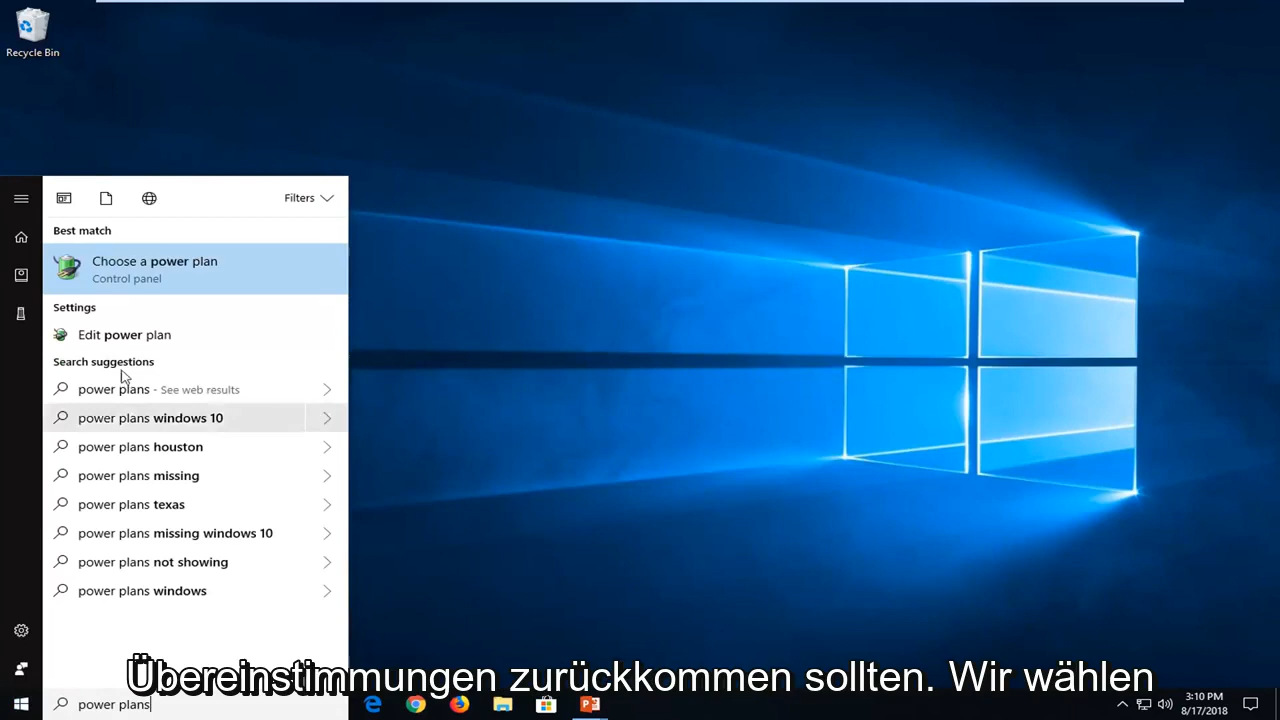 Recycle Bin
Filters
Best match
Choose a power plan
Control panel
Settings
Edit power plan
Search suggestions
power plans - See web results
power plans windows 10
power plans houston
power plans missing
power plans texas
power plans missing windows 10
power plans not showing
power plans windows
Übereinstimmungen zurückkommen sollten. Wir wählen
power plans
3:10 PM
8/17/2018